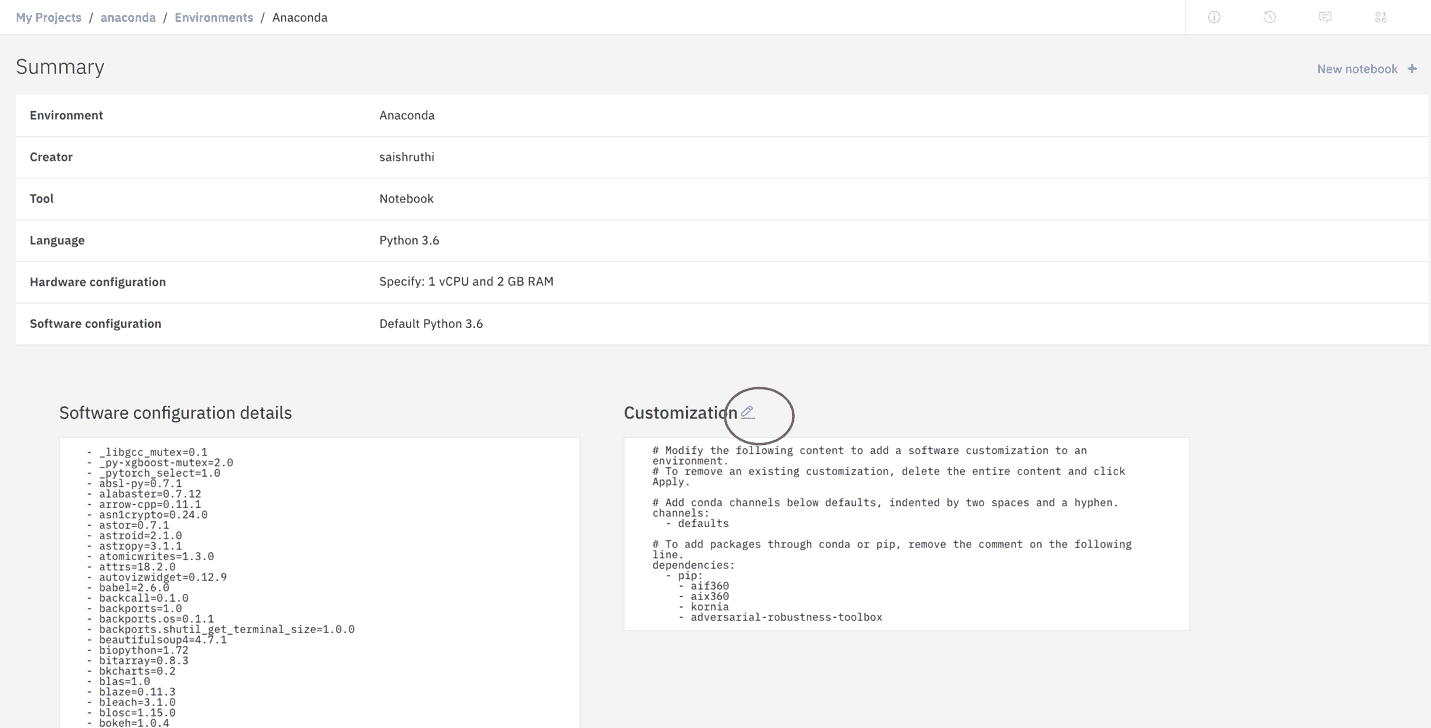 My Projects / anaconda / Environments / Anaconda
Summary
New notebook +
Environment Anaconda
Creator saishruthi
Tool Notebook
Language Python 3.6
Hardware configuration Specify: 1 vCPU and 2 GB RAM
Software configuration Default Python 3.6
Software configuration details
- _libgcc_mutex=0.1
- _py-xgboost-mutex=2.0
- _pytorch_select=1.0
- absl-py=0.7.1
- alabaster=0.7.12
- arrow-cpp=0.11.1
- asn1crypto=0.24.0
- astor=0.7.1
- astroid=2.1.0
- astropy=3.1.1
- atomicwrites=1.3.0
- attrs=18.2.0
- autovizwidget=0.12.9
- babel=2.6.0
- backcall=0.1.0
- backports=1.0
- backports.os=0.1.1
- backports.shutil_get_terminal_size=1.0.0
- beautifulsoup4=4.7.1
- biopython=1.72
- bitarray=0.8.3
- bkcharts=0.2
- blas=1.0
- blaze=0.11.3
- bleach=3.1.0
- blosc=1.15.0
- bokeh=1.0.4
Customization
# Modify the following content to add a software customization to an
environment.
# To remove an existing customization, delete the entire content and click
Apply.
# Add conda channels below defaults, indented by two spaces and a hyphen.
channels:
- defaults
# To add packages through conda or pip, remove the comment on the following
line.
dependencies:
- pip:
- aif360
- aix360
- kornia
- adversarial-robustness-toolbox